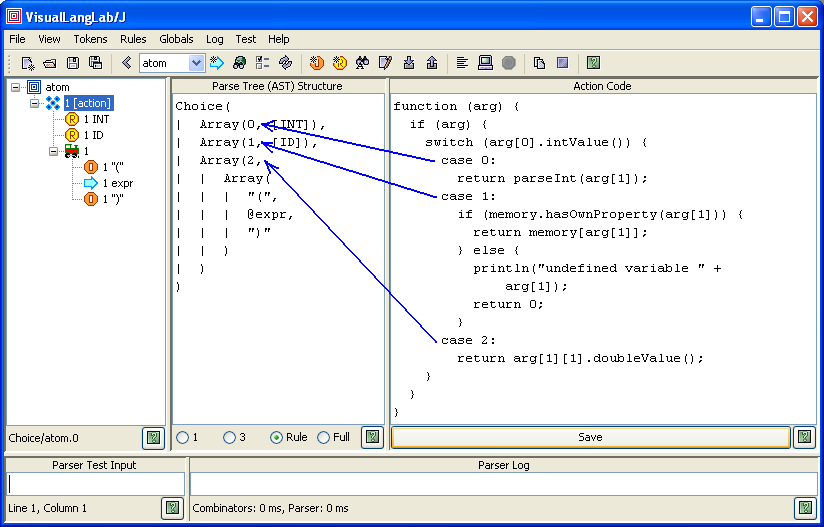 VisualLangLab/J
File View Tokens Rules Globals Log Test Help
atom
atom
1 [action]
1 INT
1 ID
1
1 "("
1 expr
1 ")"
Choice/atom.0
Parse Tree (AST) Structure
Choice(
|  Array(0, [INT]),
|  Array(1, [ID]),
|  Array(2,
|  |  Array(
|  |  |  "(",
|  |  |  @expr,
|  |  |  ")"
|  |  )
|  )
)
1 3 Rule Full
Action Code
function (arg) {
  if (arg) {
    switch (arg[0].intValue()) {
      case 0:
        return parseInt(arg[1]);
      case 1:
        if (memory.hasOwnProperty(arg[1])) {
          return memory[arg[1]];
        } else {
          println("undefined variable " +
              arg[1]);
          return 0;
        }
      case 2:
        return arg[1][1].doubleValue();
    }
  }
}
Save
Parser Test Input
Line 1, Column 1
Parser Log
Combinators: 0 ms, Parser: 0 ms